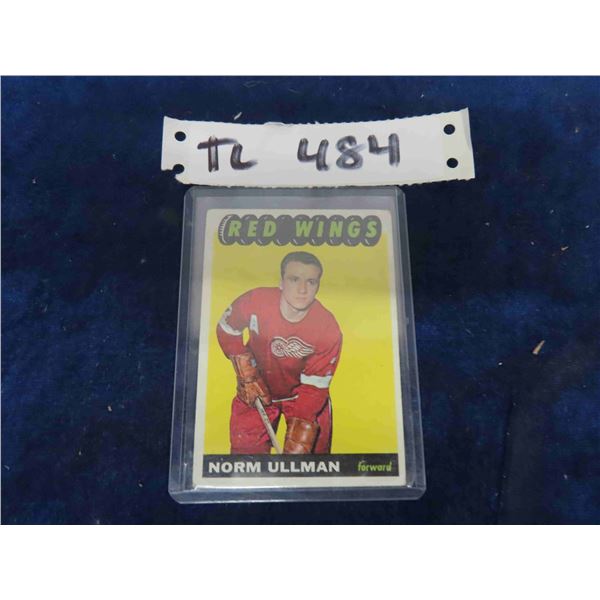 TL 484
RED WINGS
A
NORM ULLMAN forward